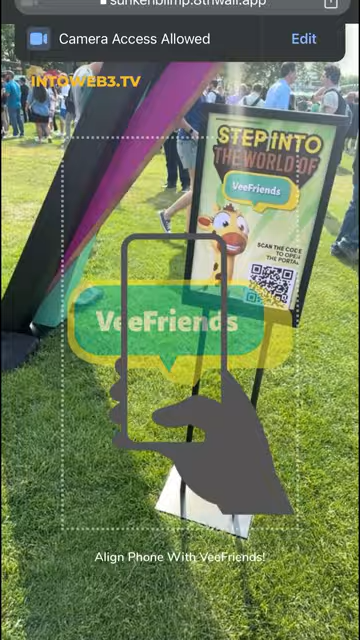 sunkenblimp.8thwall.app
Camera Access Allowed
Edit
INTOWEB3.TV
STEP INTO
THE WORLD OF
VeeFriends
SCAN THE CODE
TO OPEN
THE PORTAL
VeeFriends
Align Phone With VeeFriends!